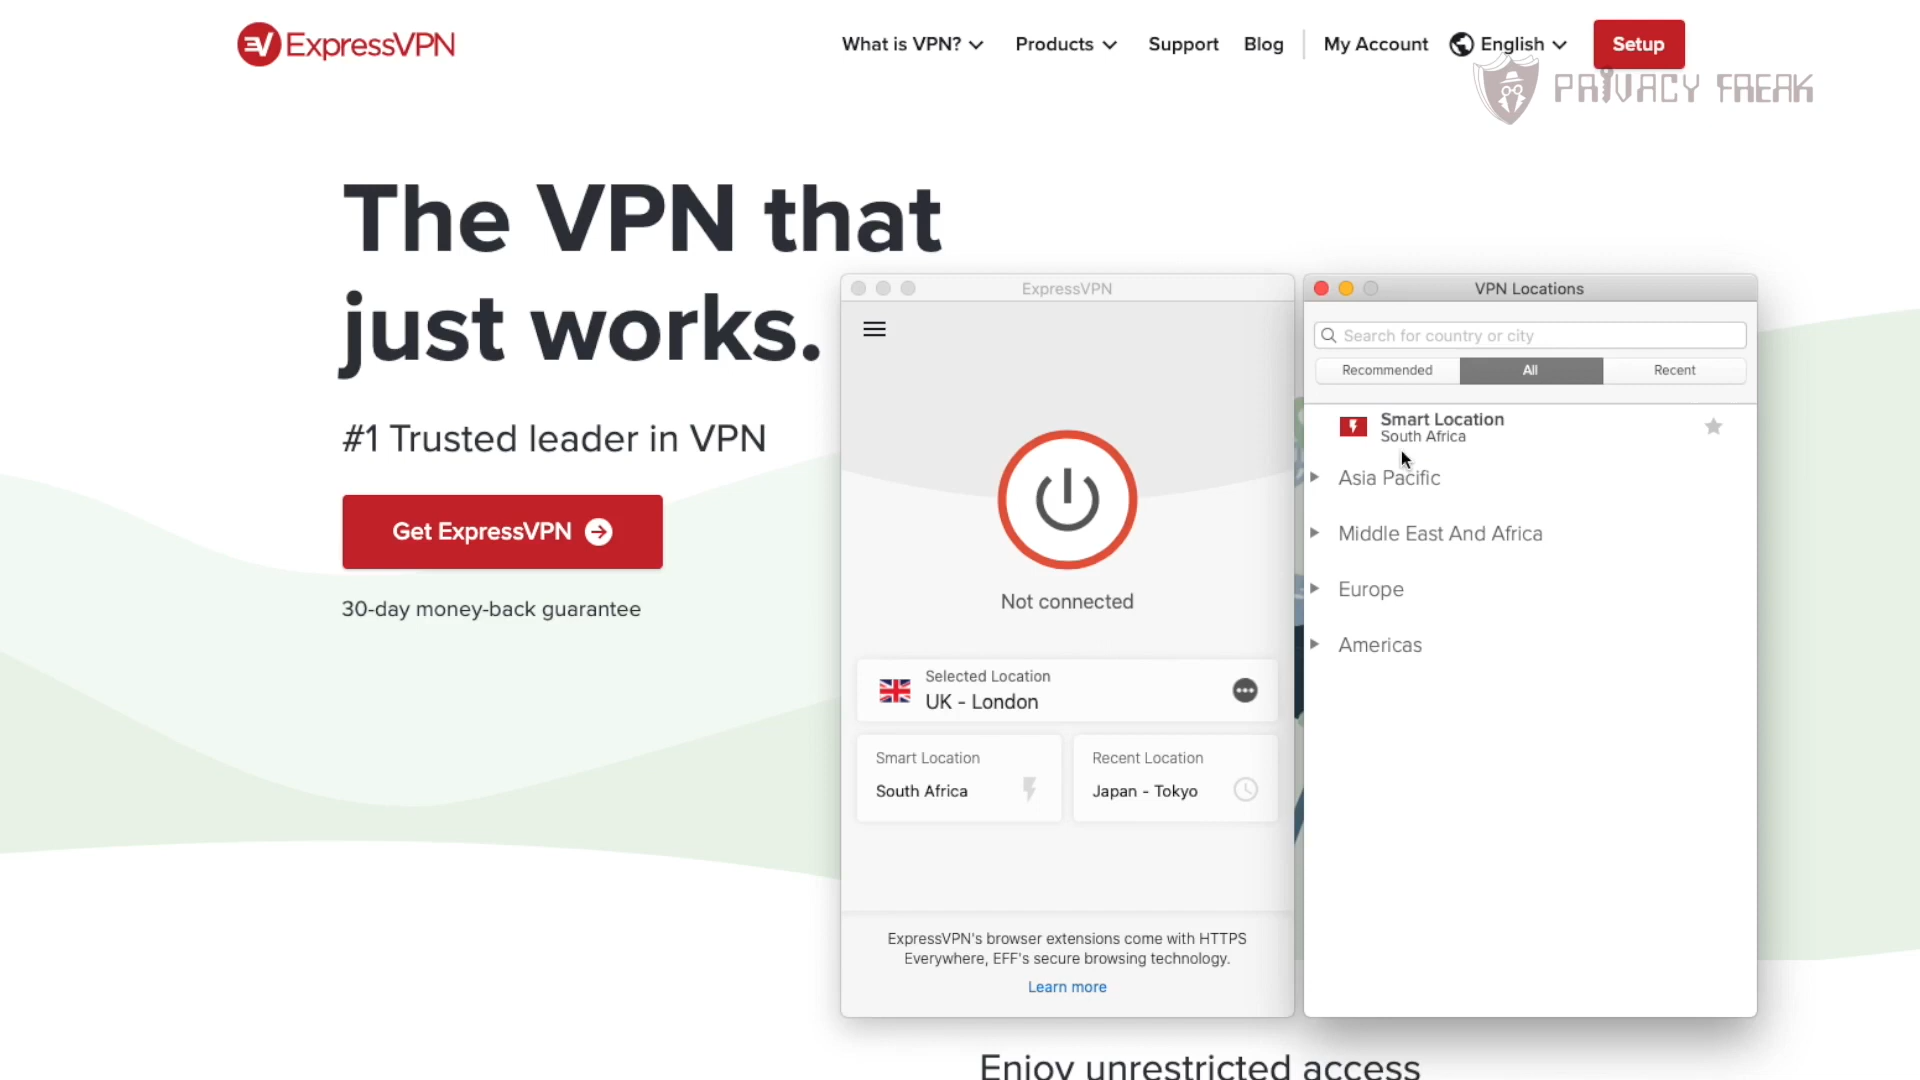 ExpressVPN
What is VPN? Products Support Blog My Account English Setup
PRIVACY FREAK
The VPN that
just works.
#1 Trusted leader in VPN
Get ExpressVPN
30-day money-back guarantee
ExpressVPN
Not connected
Selected Location
UK - London
Smart Location
South Africa
Recent Location
Japan - Tokyo
ExpressVPN's browser extensions come with HTTPS
Everywhere, EFF's secure browsing technology.
Learn more
VPN Locations
Search for country or city
Recommended All Recent
Smart Location
South Africa
Asia Pacific
Middle East And Africa
Europe
Americas
Enjoy unrestricted access